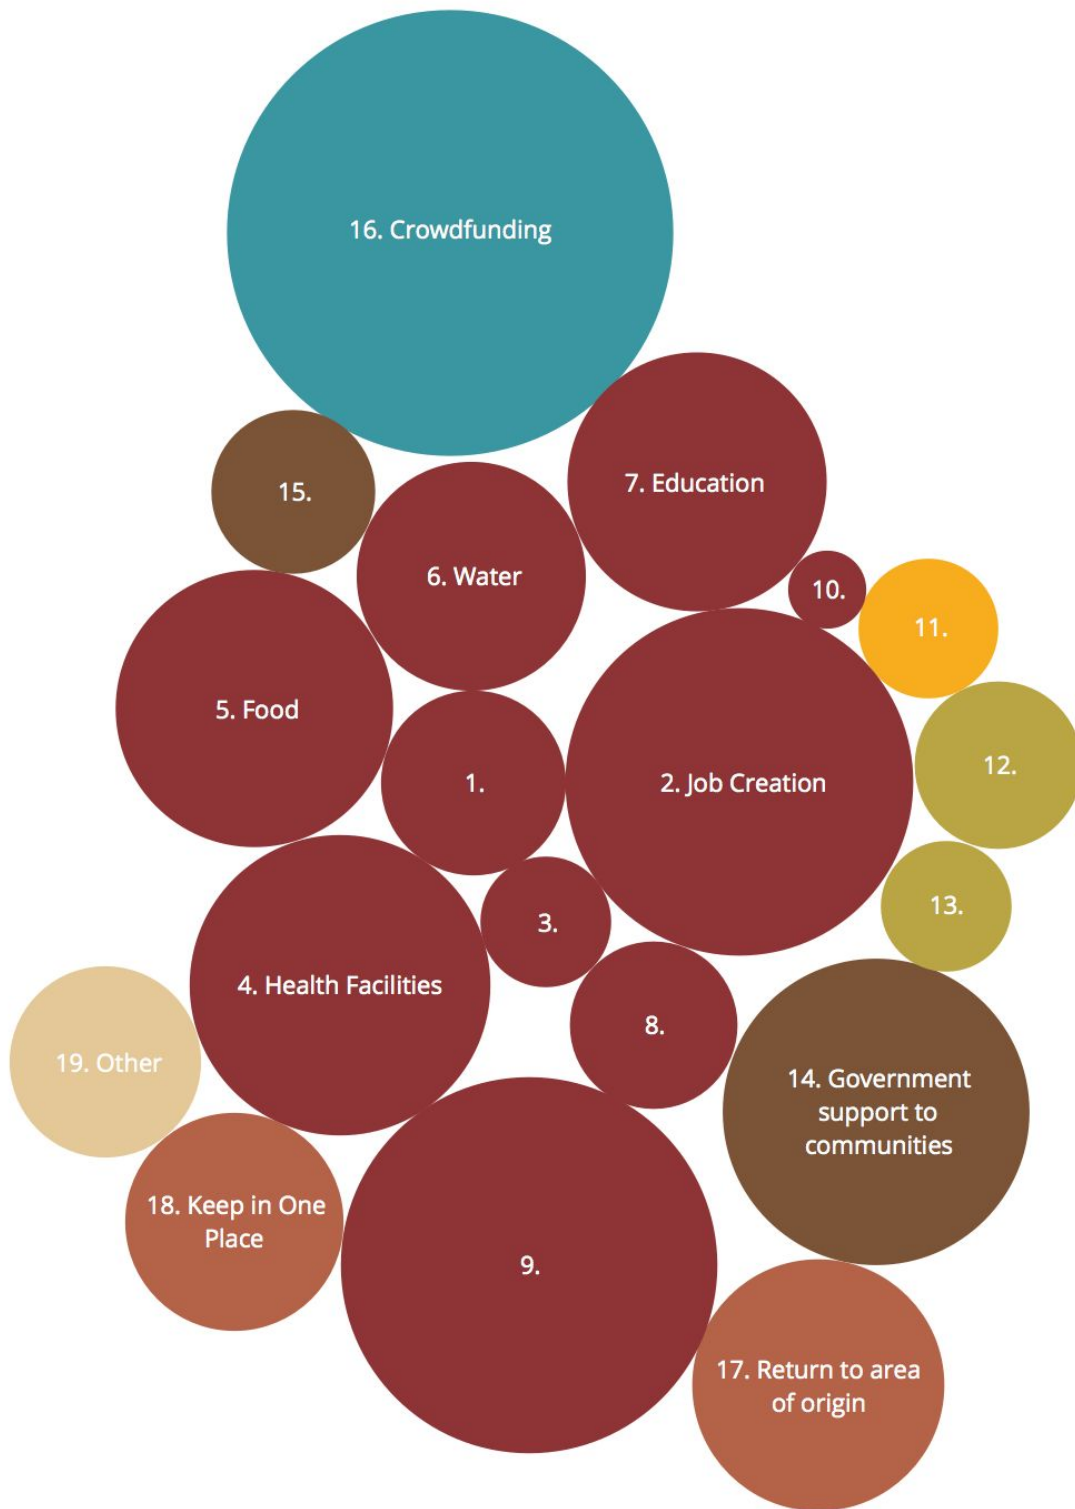 16. Crowdfunding
7. Education
15.
6. Water
10.
11.
5. Food
12.
1.
2. Job Creation
13.
3.
4. Health Facilities
8.
19. Other
14. Government
support to
communities
18. Keep in One
Place
9.
17. Return to area
of origin